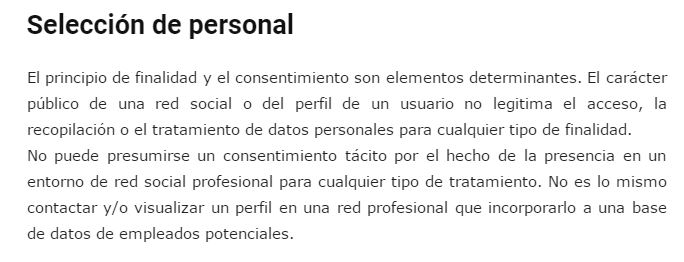 Selección de personal
El principio de finalidad y el consentimiento son elementos determinantes. El carácter
público de una red social o del perfil de un usuario no legitima el acceso, la
recopilación o el tratamiento de datos personales para cualquier tipo de finalidad.
No puede presumirse un consentimiento tácito por el hecho de la presencia en un
entorno de red social profesional para cualquier tipo de tratamiento. No es lo mismo
contactar y/o visualizar un perfil en una red profesional que incorporarlo a una base
de datos de empleados potenciales.